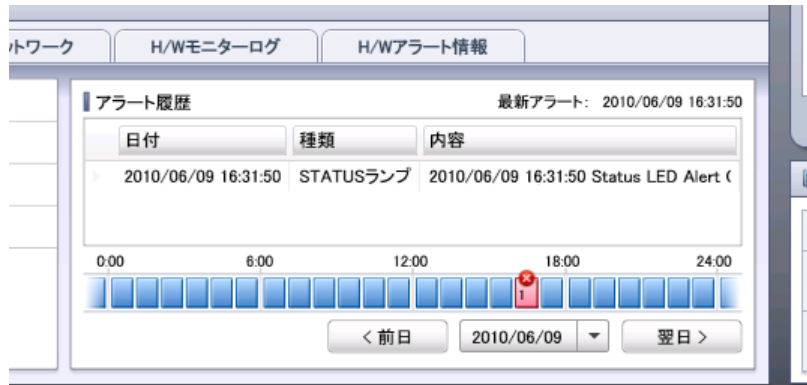 トワーク H/Wモニターログ H/Wアラート情報
アラート履歴 最新アラート: 2010/06/09 16:31:50
日付 種類 内容
2010/06/09 16:31:50 STATUSランプ 2010/06/09 16:31:50 Status LED Alert (
0:00 6:00 12:00 18:00 24:00
1
< 前日 2010/06/09 翌日 >